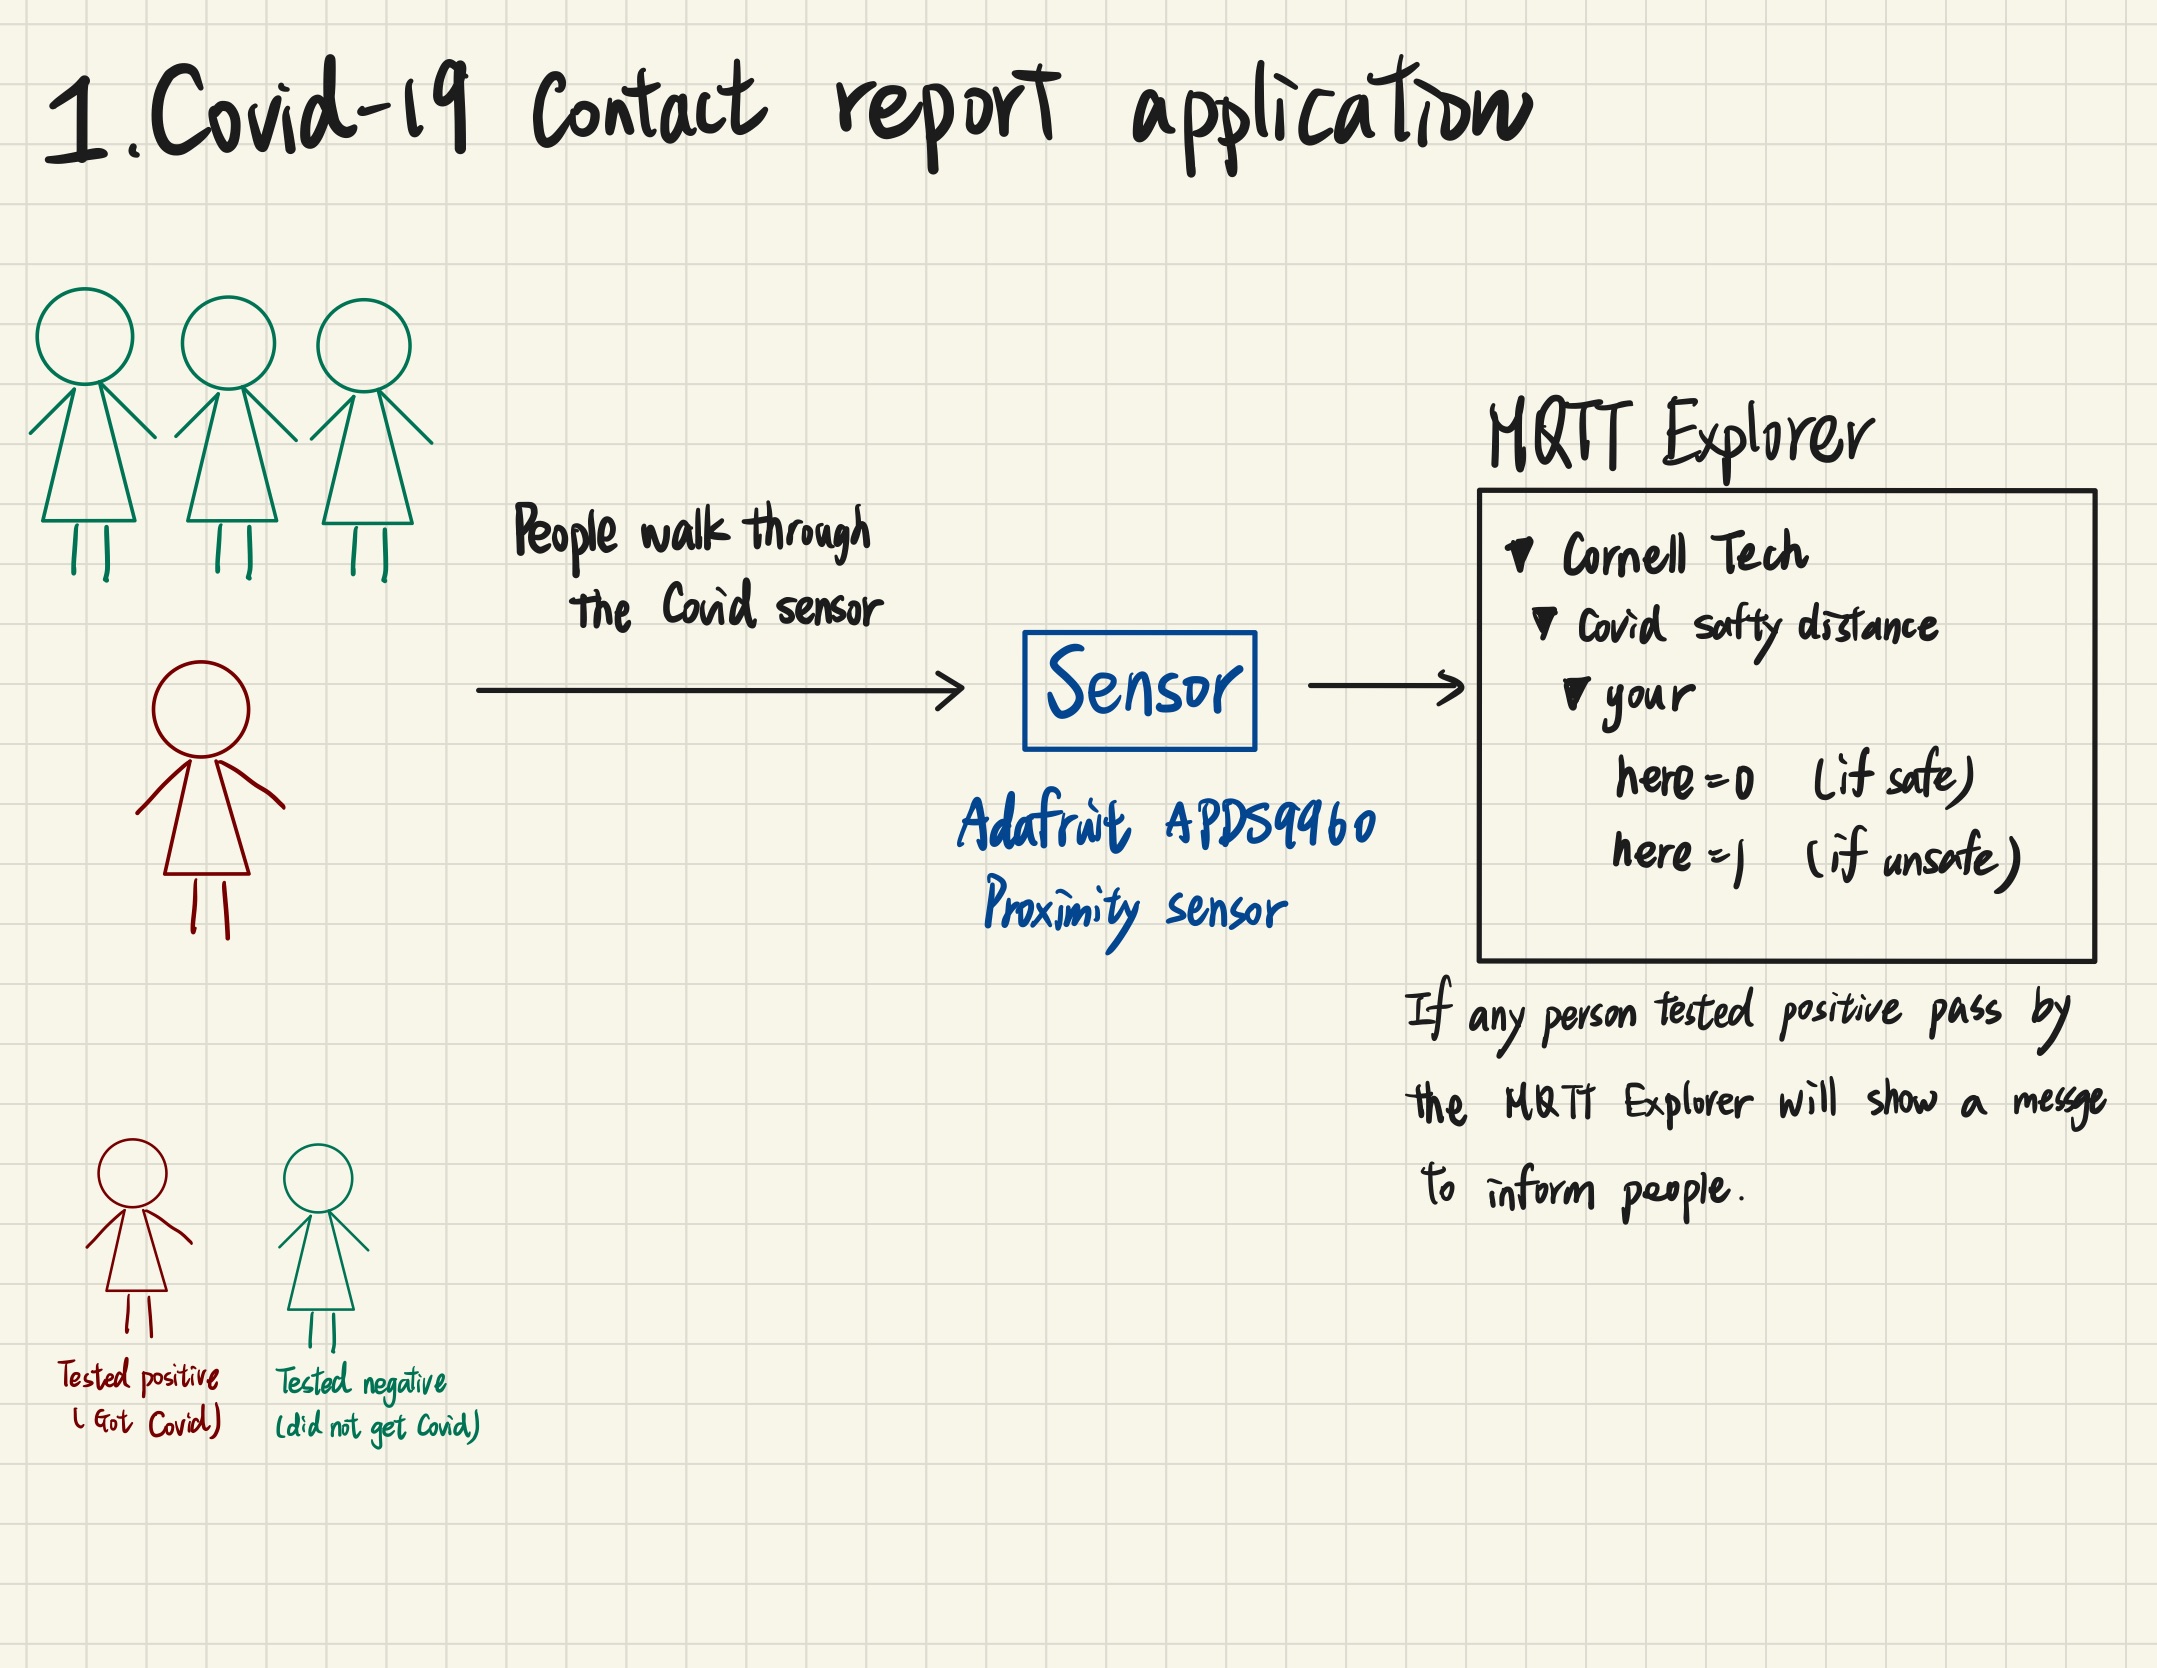 1. Covid-19 Contact report application
People walk through
the Covid sensor
Sensor
Adafruit APDS9960
Proximity sensor
MQTT Explorer
▼ Cornell Tech
▼ Covid safty distance
▼ your
here = 0 (if safe)
here = 1 (if unsafe)
If any person tested positive pass by
the MQTT Explorer will show a messge
to inform people.
Tested positive
(Got Covid)
Tested negative
(did not get Covid)